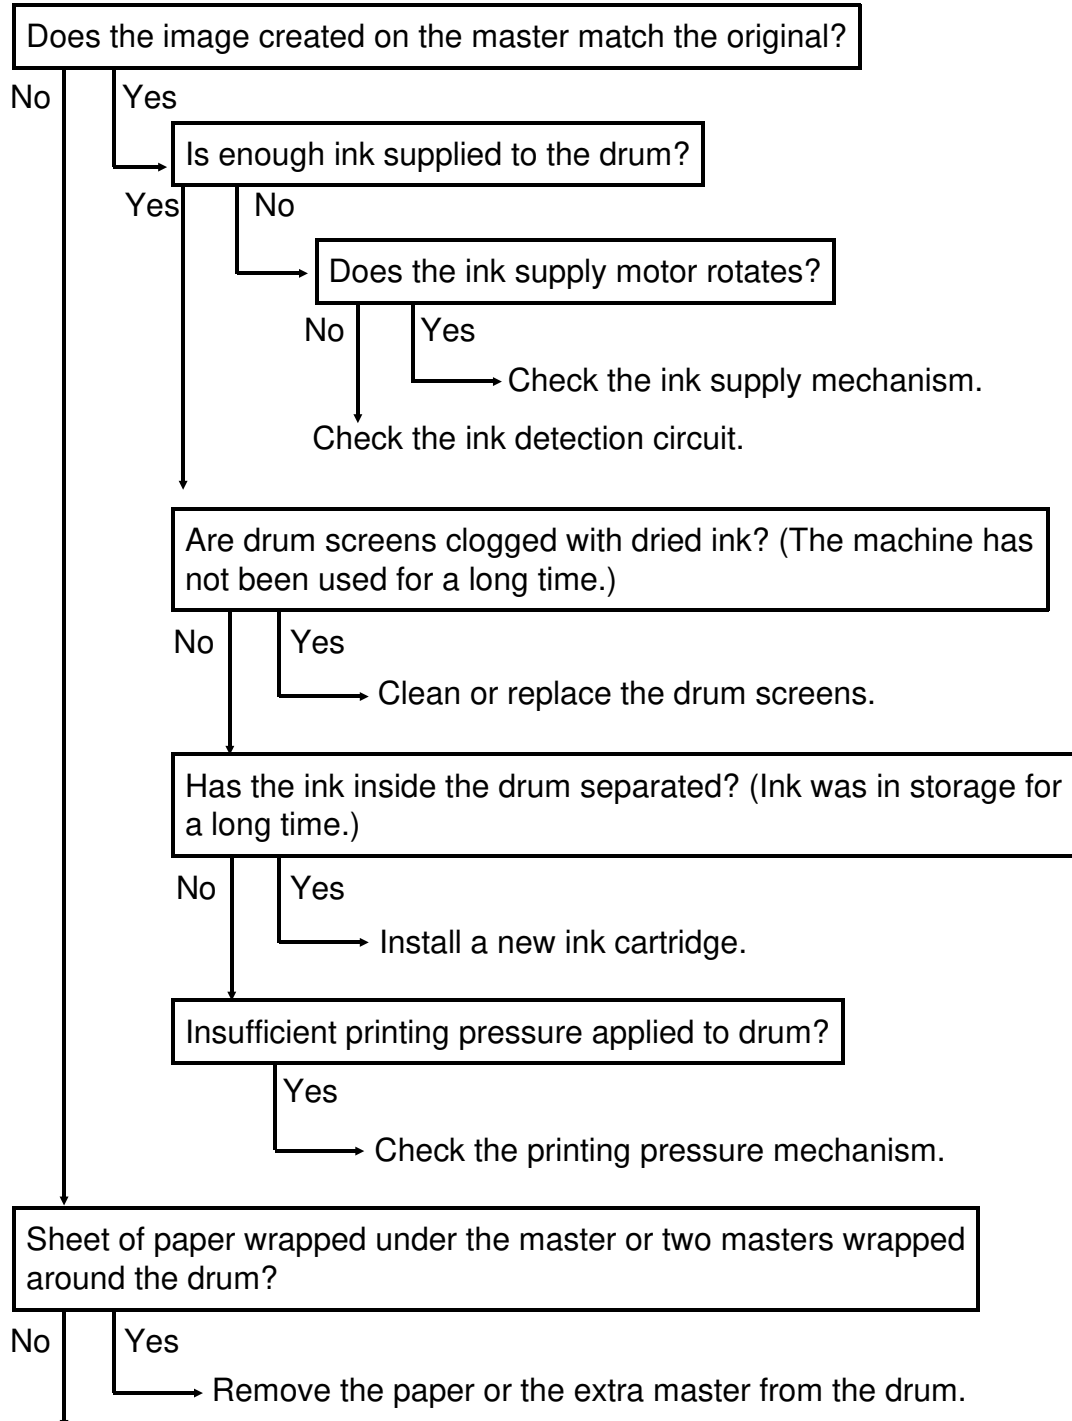 Does the image created on the master match the original?
No
Yes
Is enough ink supplied to the drum?
Yes
No
Does the ink supply motor rotates?
No
Yes
Check the ink supply mechanism.
Check the ink detection circuit.
Are drum screens clogged with dried ink? (The machine has
not been used for a long time.)
No
Yes
Clean or replace the drum screens.
Has the ink inside the drum separated? (Ink was in storage for
a long time.)
No
Yes
Install a new ink cartridge.
Insufficient printing pressure applied to drum?
Yes
Check the printing pressure mechanism.
Sheet of paper wrapped under the master or two masters wrapped
around the drum?
No
Yes
Remove the paper or the extra master from the drum.